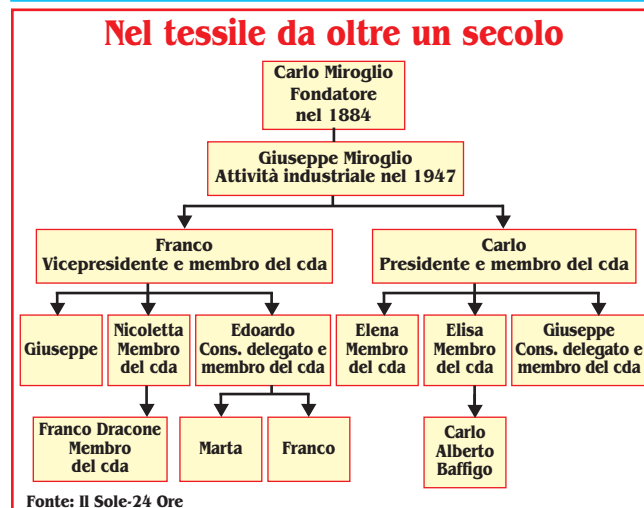 Nel tessile da oltre un secolo
Carlo Miroglio
Fondatore
nel 1884
Giuseppe Miroglio
Attività industriale nel 1947
Franco
Vicepresidente e membro del cda
Carlo
Presidente e membro del cda
Giuseppe
Nicoletta
Membro
del cda
Edoardo
Cons. delegato e
membro del cda
Elena
Membro
del cda
Elisa
Membro
del cda
Giuseppe
Cons. delegato e
membro del cda
Franco Dracone
Membro
del cda
Marta
Franco
Carlo
Alberto
Baffigo
Fonte: Il Sole-24 Ore